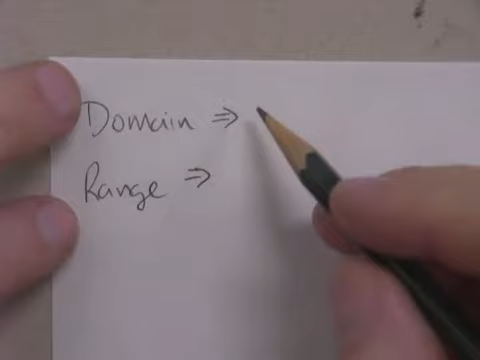 Domain ⇒
Range ⇒